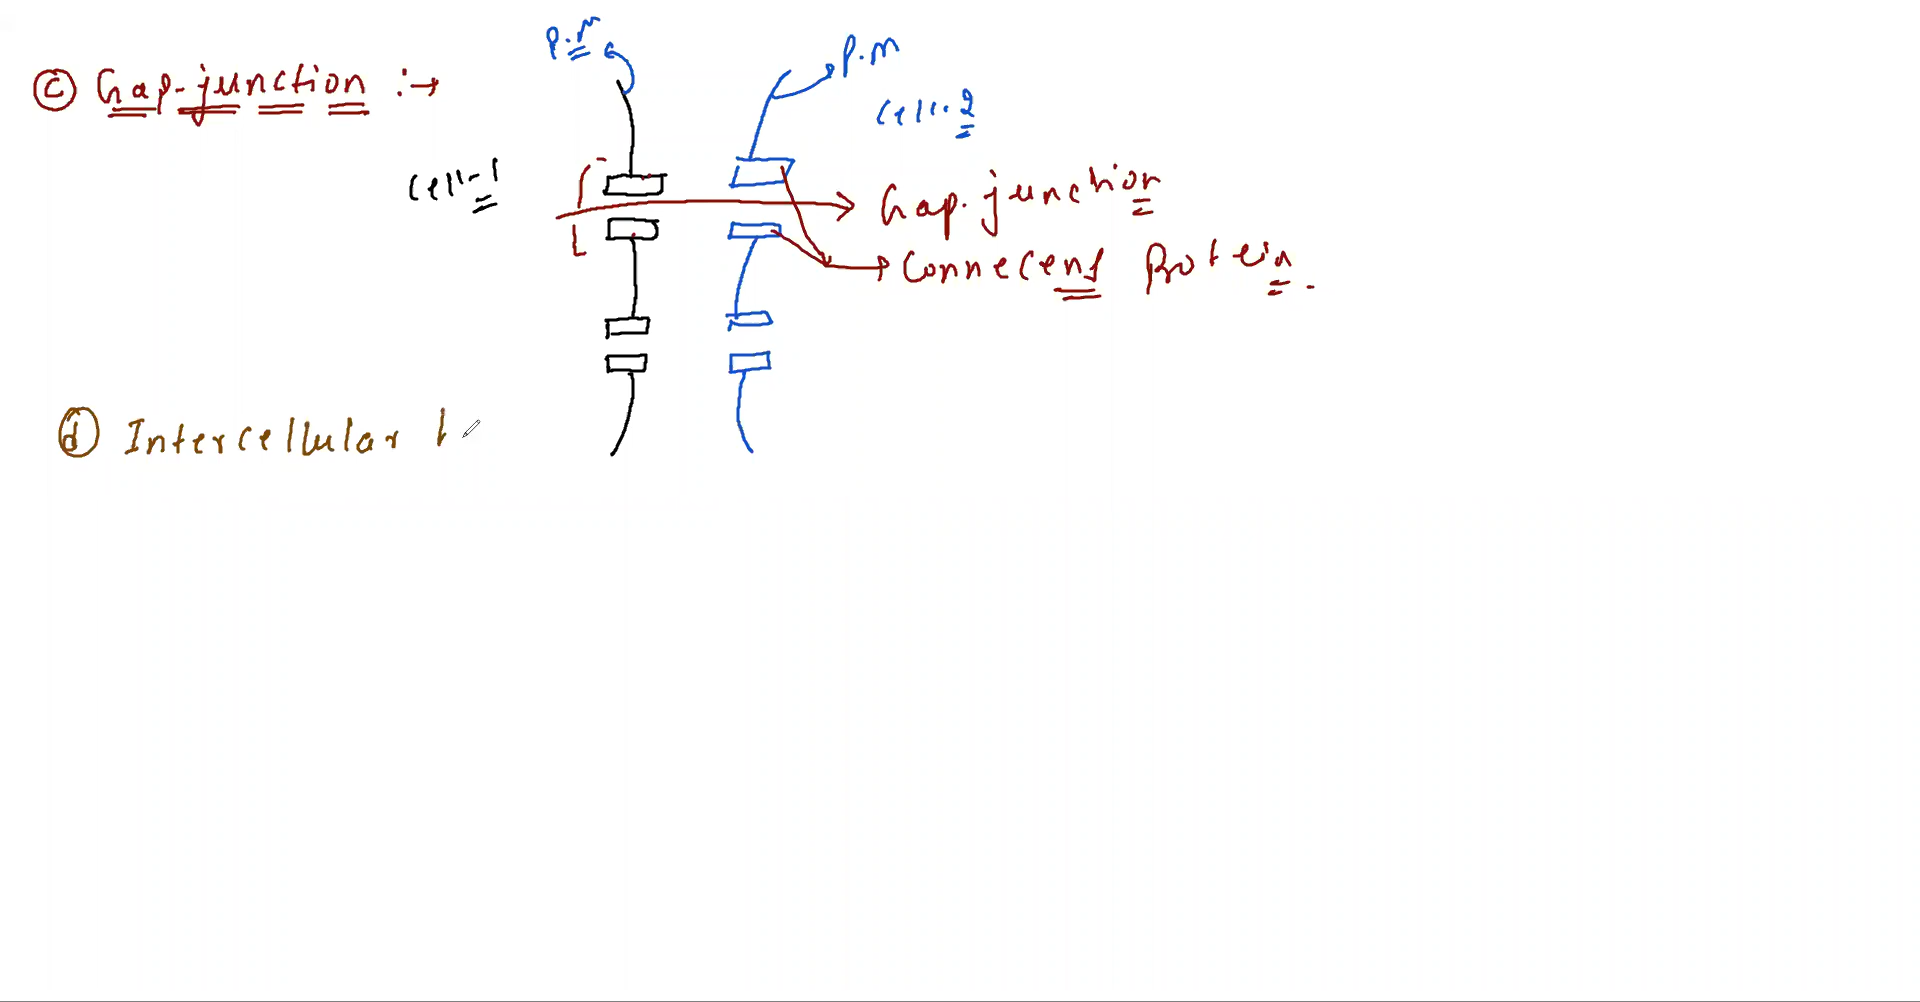 P.M
P.M
(c) Gap-junction :→
Cell-2
Cell-1
Gap-junction
Connecens Protein.
(d) Intercellular b